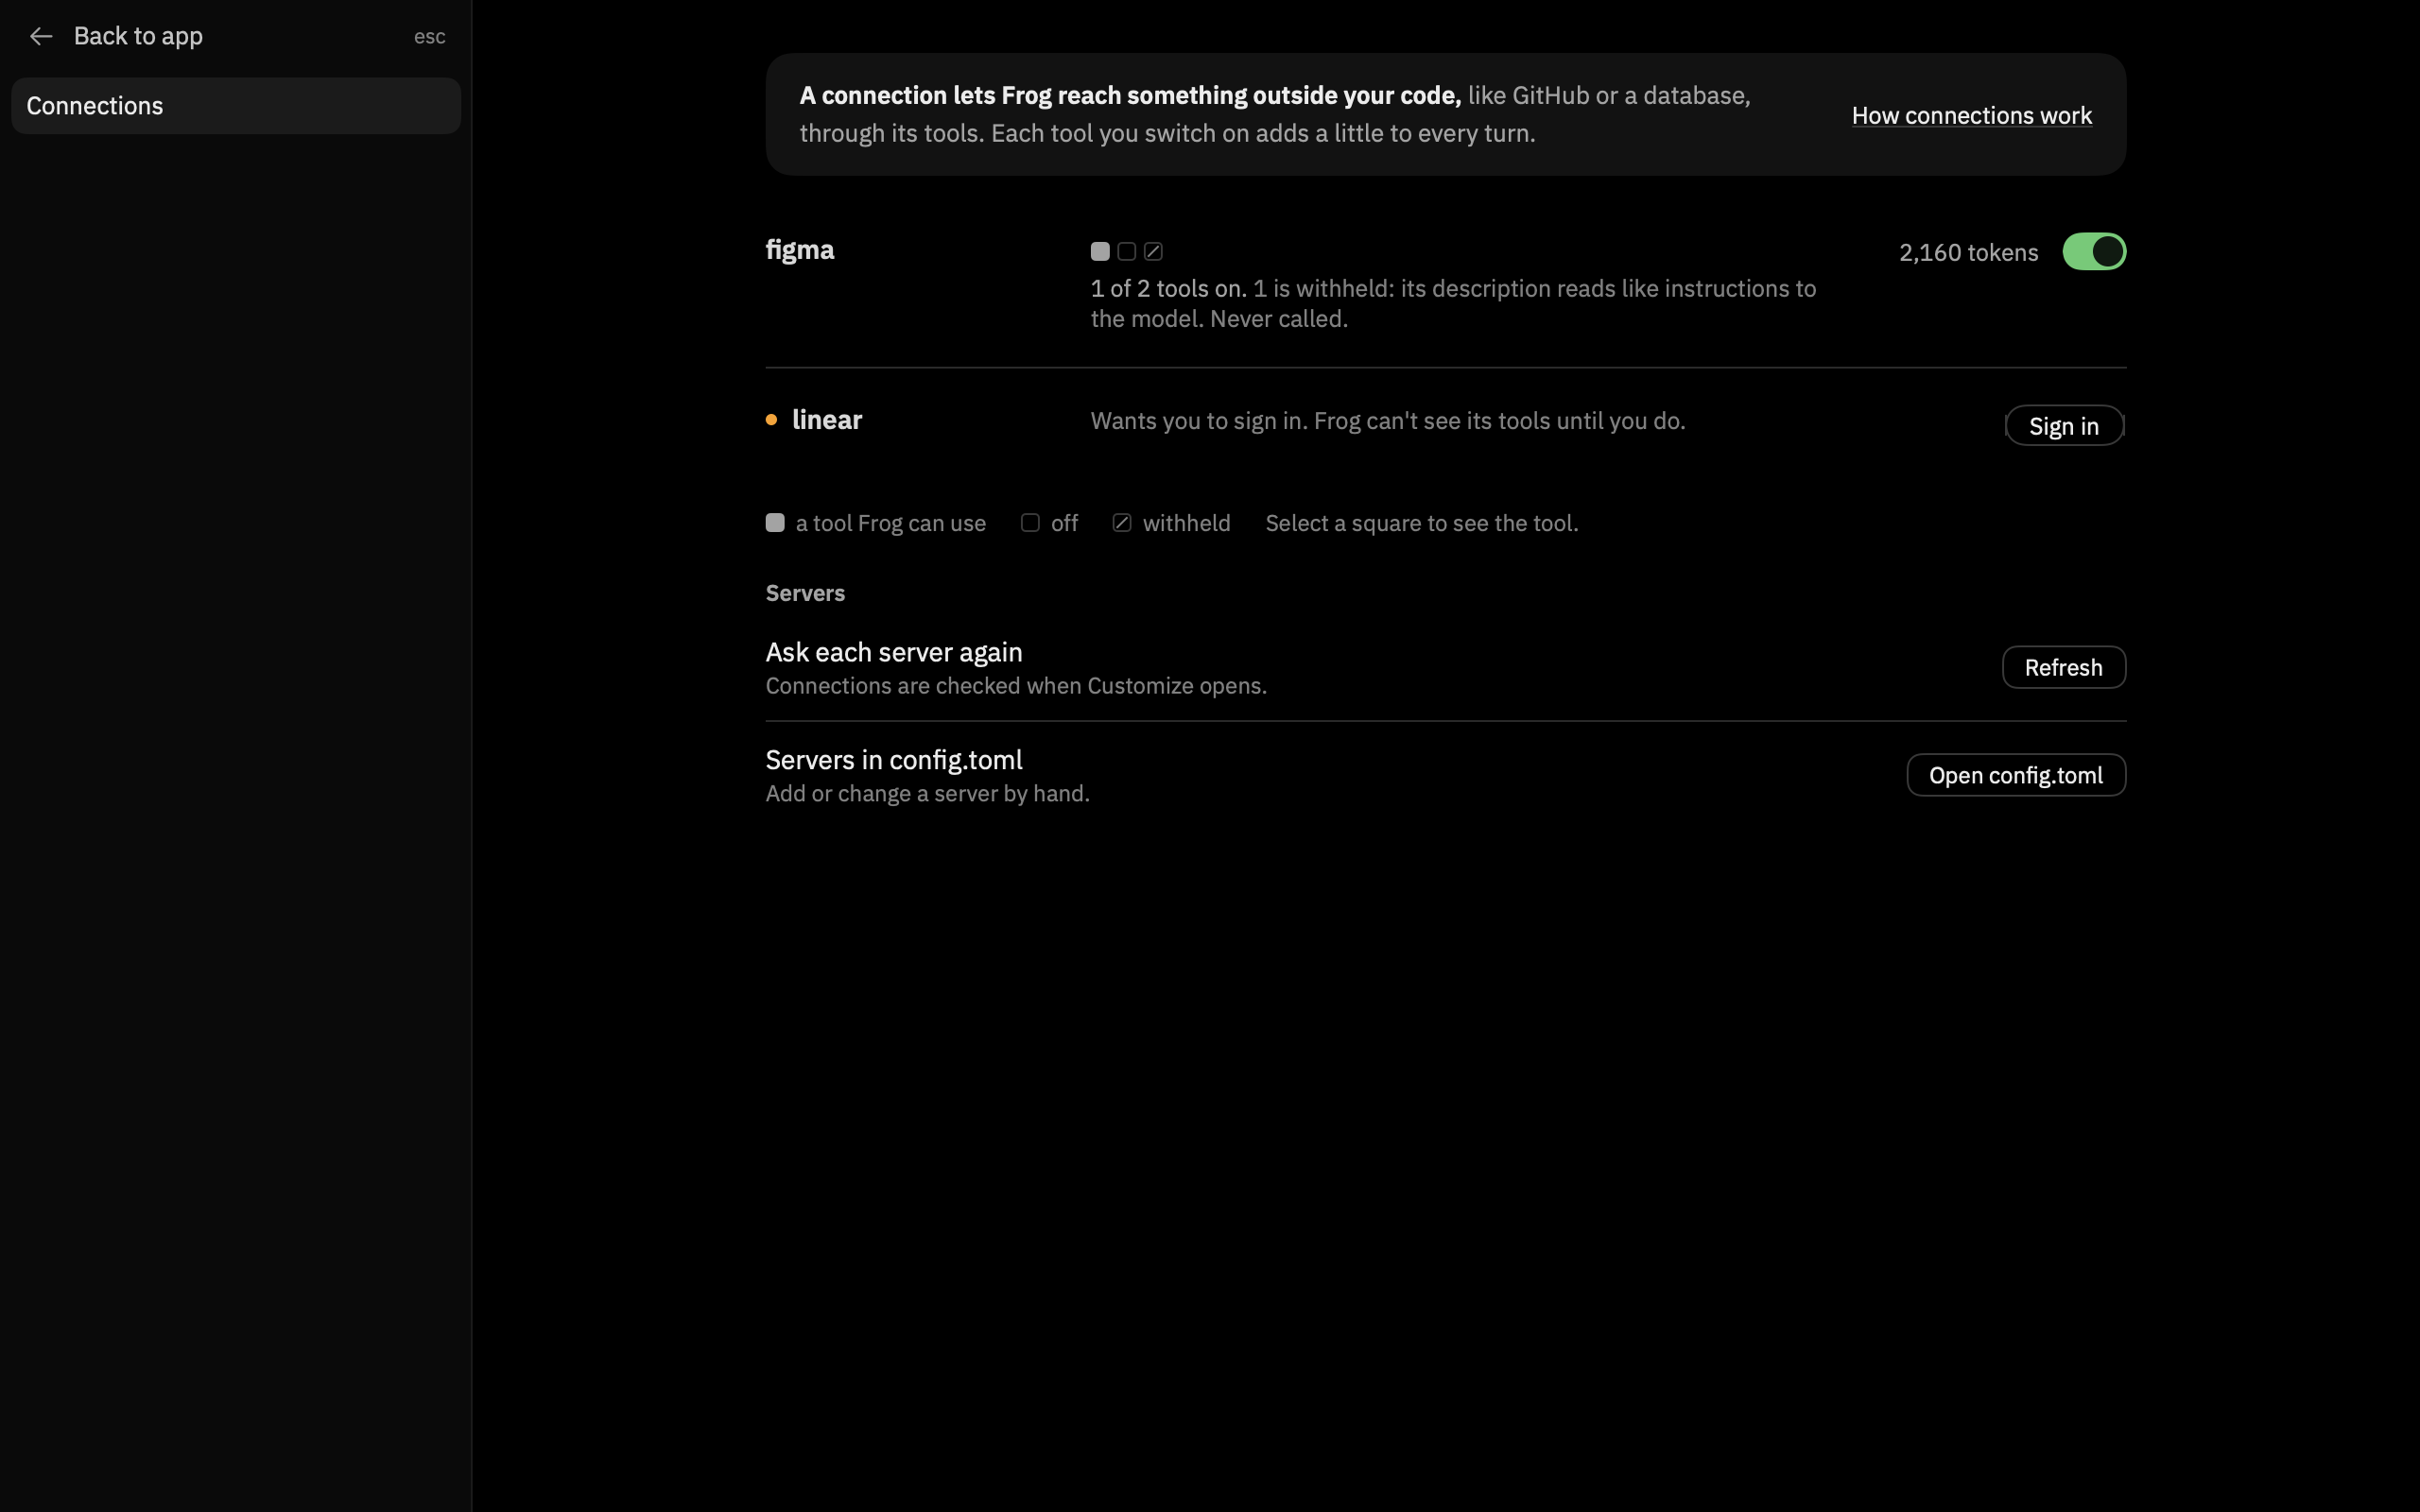 Back to app
esc
Connections
A connection lets Frog reach something outside your code, like GitHub or a database,
through its tools. Each tool you switch on adds a little to every turn.
How connections work
figma
1 of 2 tools on. 1 is withheld: its description reads like instructions to
the model. Never called.
2,160 tokens
linear
Wants you to sign in. Frog can't see its tools until you do.
Sign in
a tool Frog can use
off
withheld
Select a square to see the tool.
Servers
Ask each server again
Connections are checked when Customize opens.
Refresh
Servers in config.toml
Add or change a server by hand.
Open config.toml